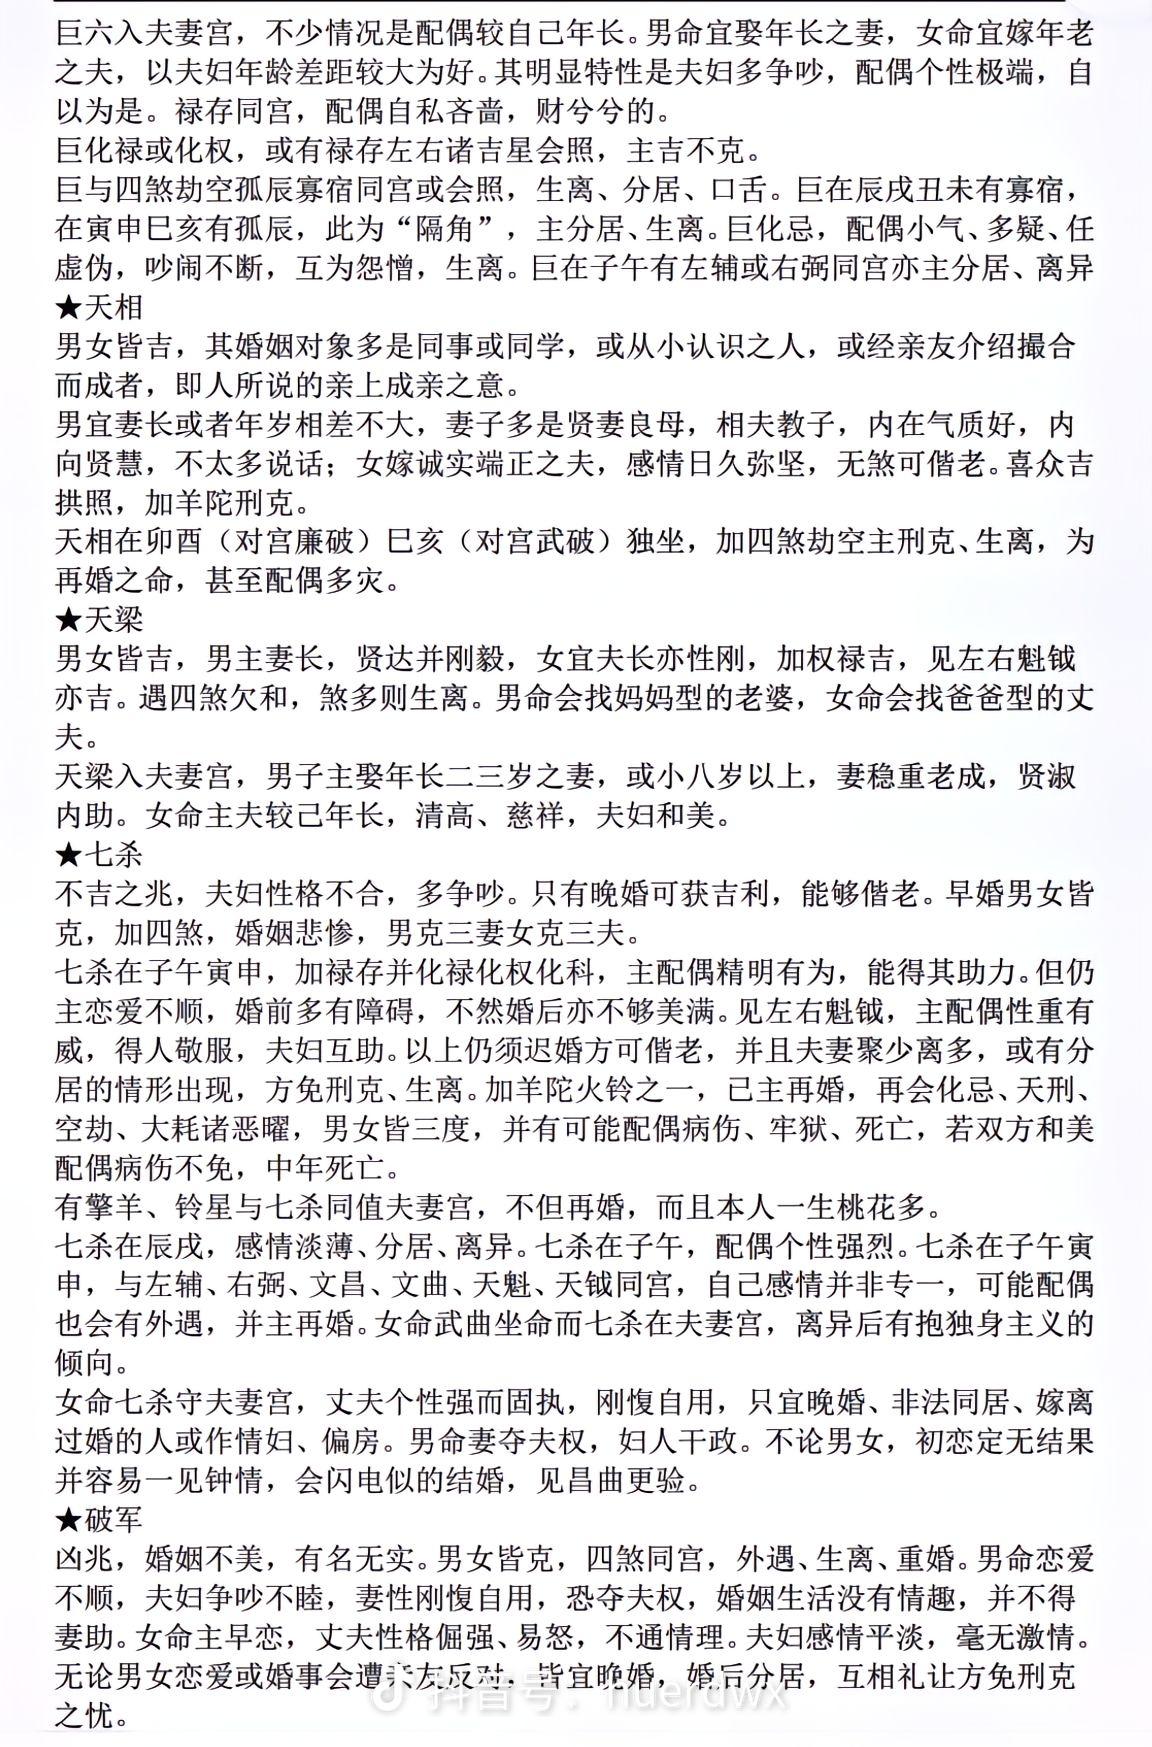 巨六入夫妻宫，不少情况是配偶较自己年长。男命宜娶年长之妻，女命宜嫁年老
之夫，以夫妇年龄差距较大为好。其明显特性是夫妇多争吵，配偶个性极端，自
以为是。禄存同宫，配偶自私吝啬，财兮兮的。
巨化禄或化权，或有禄存左右诸吉星会照，主吉不克。
巨与四煞劫空孤辰寡宿同宫或会照，生离、分居、口舌。巨在辰戌丑未有寡宿，
在寅申巳亥有孤辰，此为“隔角”，主分居、生离。巨化忌，配偶小气、多疑、任
虚伪，吵闹不断，互为怨憎，生离。巨在子午有左辅或右弼同宫亦主分居、离异
★天相
男女皆吉，其婚姻对象多是同事或同学，或从小认识之人，或经亲友介绍撮合
而成者，即人所说的亲上成亲之意。
男宜妻长或者年岁相差不大，妻子多是贤妻良母，相夫教子，内在气质好，内
向贤慧，不太多说话；女嫁诚实端正之夫，感情日久弥坚，无煞可偕老。喜众吉
拱照，加羊陀刑克。
天相在卯酉（对宫廉破）巳亥（对宫武破）独坐，加四煞劫空主刑克、生离，为
再婚之命，甚至配偶多灾。
★天梁
男女皆吉，男主妻长，贤达并刚毅，女宜夫长亦性刚，加权禄吉，见左右魁钺
亦吉。遇四煞欠和，煞多则生离。男命会找妈妈型的老婆，女命会找爸爸型的丈
夫。
天梁入夫妻宫，男子主娶年长二三岁之妻，或小八岁以上，妻稳重老成，贤淑
内助。女命主夫较己年长，清高、慈祥，夫妇和美。
★七杀
不吉之兆，夫妇性格不合，多争吵。只有晚婚可获吉利，能够偕老。早婚男女皆
克，加四煞，婚姻悲惨，男克三妻女克三夫。
七杀在子午寅申，加禄存并化禄化权化科，主配偶精明有为，能得其助力。但仍
主恋爱不顺，婚前多有障碍，不然婚后亦不够美满。见左右魁钺，主配偶性重有
威，得人敬服，夫妇互助。以上仍须迟婚方可偕老，并且夫妻聚少离多，或有分
居的情形出现，方免刑克、生离。加羊陀火铃之一，已主再婚，再会化忌、天刑、
空劫、大耗诸恶曜，男女皆三度，并有可能配偶病伤、牢狱、死亡，若双方和美
配偶病伤不免，中年死亡。
有擎羊、铃星与七杀同值夫妻宫，不但再婚，而且本人一生桃花多。
七杀在辰戌，感情淡薄、分居、离异。七杀在子午，配偶个性强烈。七杀在子午寅
申，与左辅、右弼、文昌、文曲、天魁、天钺同宫，自己感情并非专一，可能配偶
也会有外遇，并主再婚。女命武曲坐命而七杀在夫妻宫，离异后有抱独身主义的
倾向。
女命七杀守夫妻宫，丈夫个性强而固执，刚愎自用，只宜晚婚、非法同居、嫁离
过婚的人或作情妇、偏房。男命妻夺夫权，妇人干政。不论男女，初恋定无结果
并容易一见钟情，会闪电似的结婚，见昌曲更验。
★破军
凶兆，婚姻不美，有名无实。男女皆克，四煞同宫，外遇、生离、重婚。男命恋爱
不顺，夫妇争吵不睦，妻性刚愎自用，恐夺夫权，婚姻生活没有情趣，并不得
妻助。女命主早恋，丈夫性格倔强、易怒，不通情理。夫妇感情平淡，毫无激情。
无论男女恋爱或婚事会遭亲友反对，皆宜晚婚，婚后分居，互相礼让方免刑克
之忧。
抖音号：huerdwx